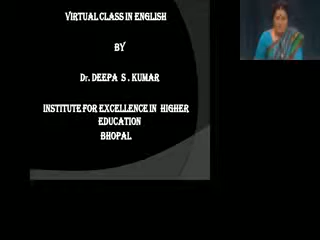 VIRTUAL CLASS IN ENGLISH
BY
Dr. DEEPA S . KUMAR
INSTITUTE FOR EXCELLENCE IN HIGHER
EDUCATION
BHOPAL